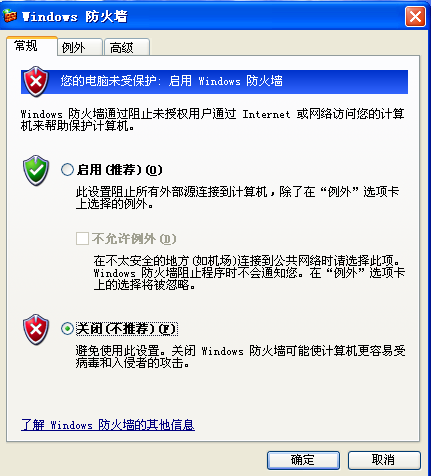 Windows 防火墙
常规 例外 高级
您的电脑未受保护: 启用 Windows 防火墙
Windows 防火墙通过阻止未授权用户通过 Internet 或网络访问您的计算
机来帮助保护计算机。
启用(推荐)(O)
此设置阻止所有外部源连接到计算机，除了在“例外”选项卡
上选择的例外。
不允许例外(D)
在不太安全的地方(如机场)连接到公共网络时请选择此项。
Windows 防火墙阻止程序时不会通知您。在“例外”选项卡
上的选择将被忽略。
关闭(不推荐)(F)
避免使用此设置。关闭 Windows 防火墙可能使计算机更容易受
病毒和入侵者的攻击。
了解 Windows 防火墙的其他信息
确定 取消